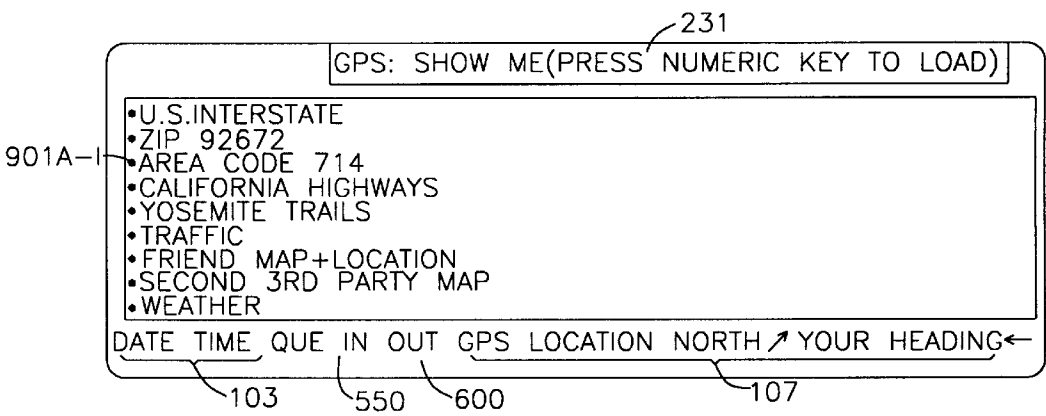 231
GPS: SHOW ME(PRESS NUMERIC KEY TO LOAD)
•U.S.INTERSTATE
•ZIP 92672
901A-I
•AREA CODE 714
•CALIFORNIA HIGHWAYS
•YOSEMITE TRAILS
•TRAFFIC
•FRIEND MAP+LOCATION
•SECOND 3RD PARTY MAP
•WEATHER
DATE TIME QUE IN OUT GPS LOCATION NORTH↗YOUR HEADING←
103 550 600 107